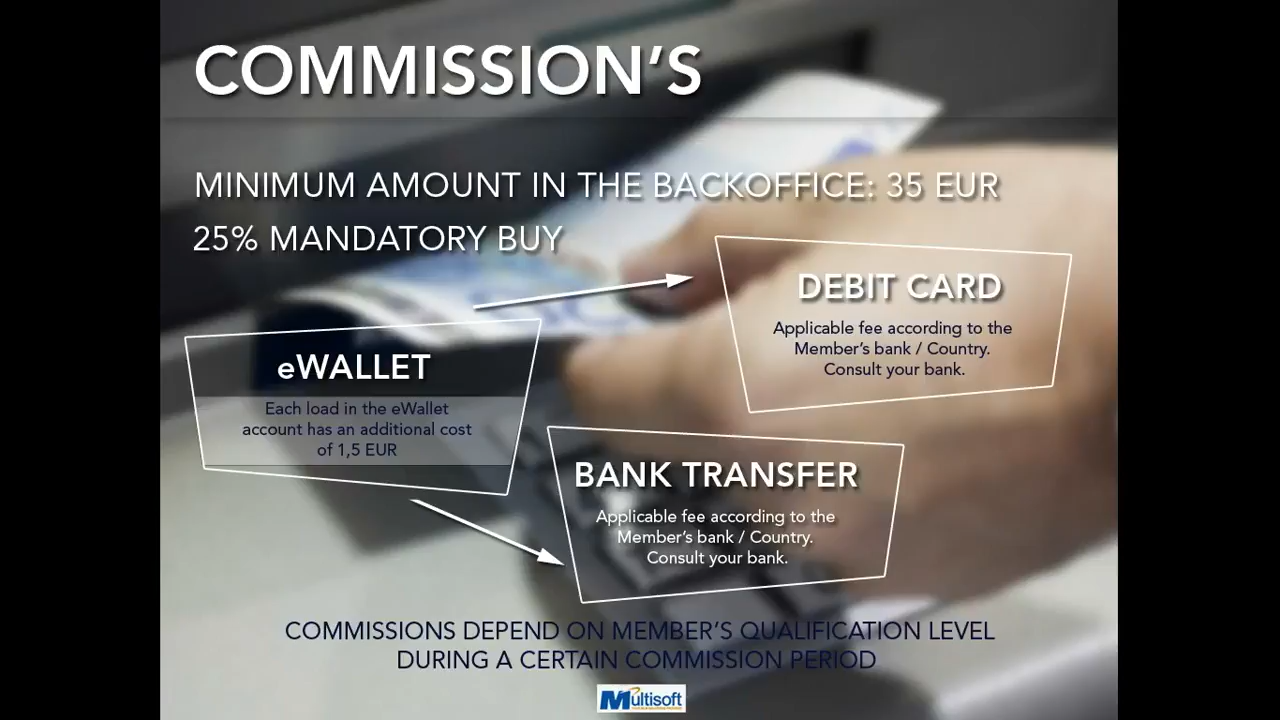 COMMISSION'S
MINIMUM AMOUNT IN THE BACKOFFICE: 35 EUR
25% MANDATORY BUY
DEBIT CARD
Applicable fee according to the
Member's bank / Country.
Consult your bank.
eWALLET
Each load in the eWallet
account has an additional cost
of 1,5 EUR
BANK TRANSFER
Applicable fee according to the
Member's bank / Country.
Consult your bank.
COMMISSIONS DEPEND ON MEMBER'S QUALIFICATION LEVEL
DURING A CERTAIN COMMISSION PERIOD
Multisoft